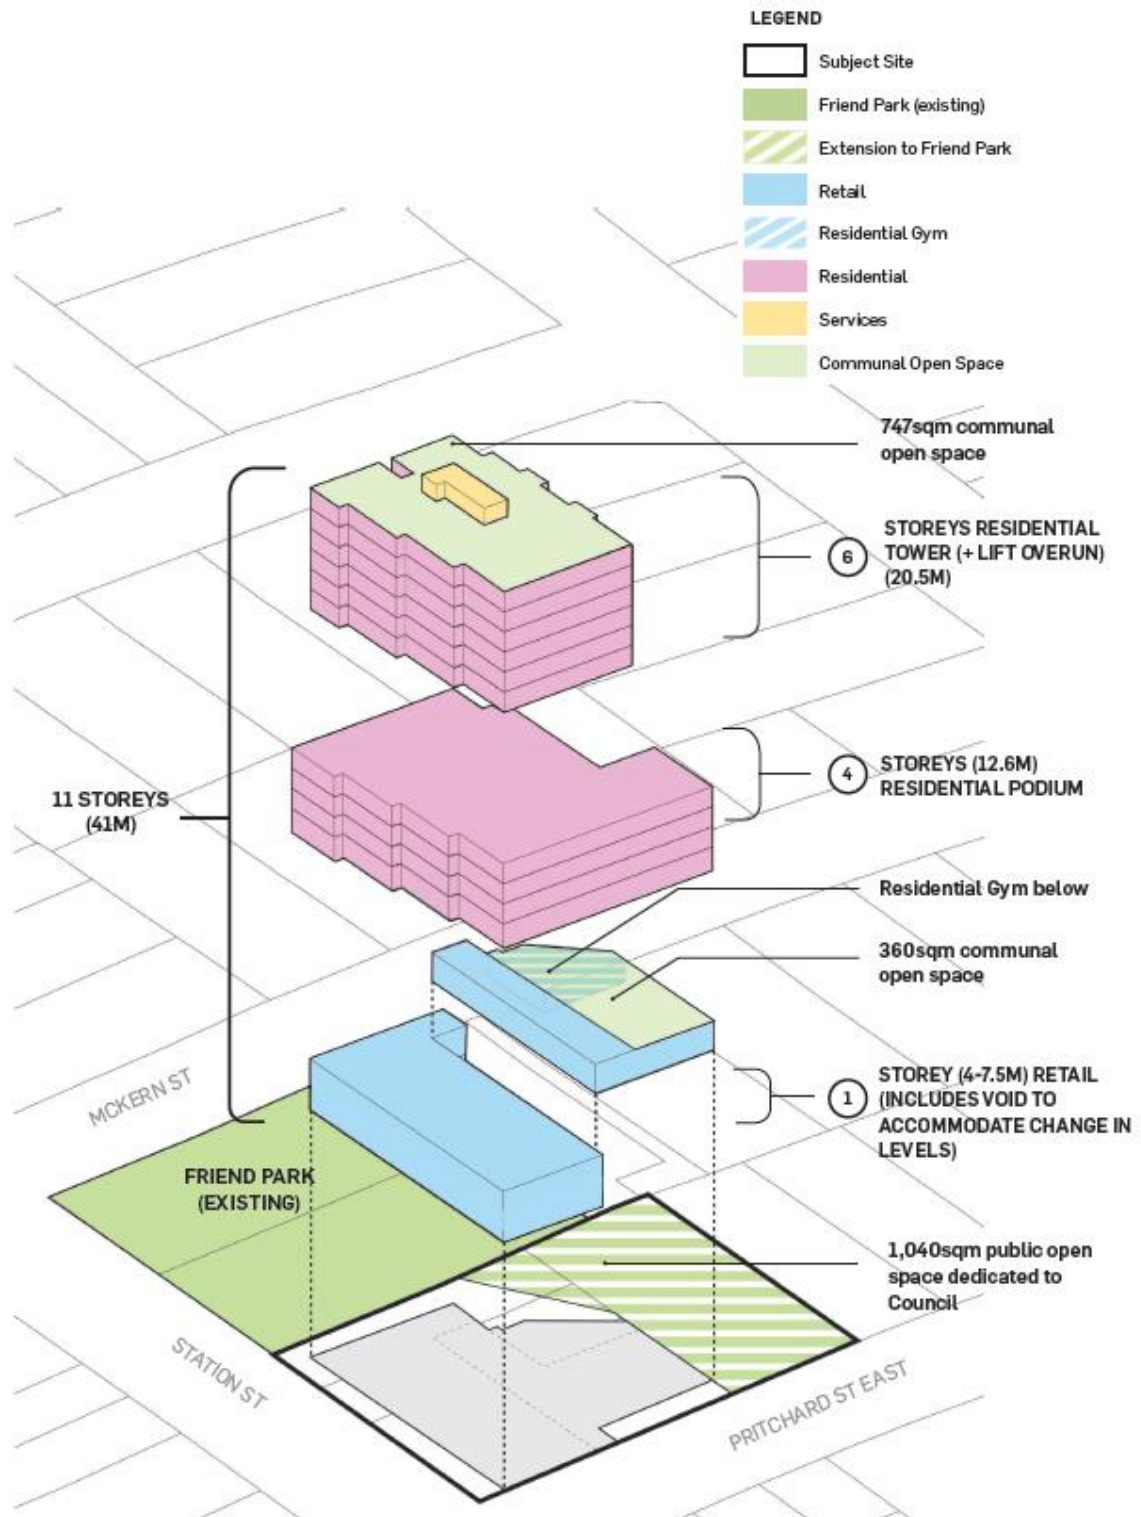 LEGEND
Subject Site
Friend Park (existing)
Extension to Friend Park
Retail
Residential Gym
Residential
Services
Communal Open Space
747sqm communal
open space
6
STOREYS RESIDENTIAL
TOWER (+ LIFT OVERUN)
(20.5M)
11 STOREYS
(41M)
4
STOREYS (12.6M)
RESIDENTIAL PODIUM
Residential Gym below
360sqm communal
open space
1
STOREY (4-7.5M) RETAIL
(INCLUDES VOID TO
ACCOMMODATE CHANGE IN
LEVELS)
MCKERN ST
FRIEND PARK
(EXISTING)
1,040sqm public open
space dedicated to
Council
STATION ST
PRITCHARD ST EAST